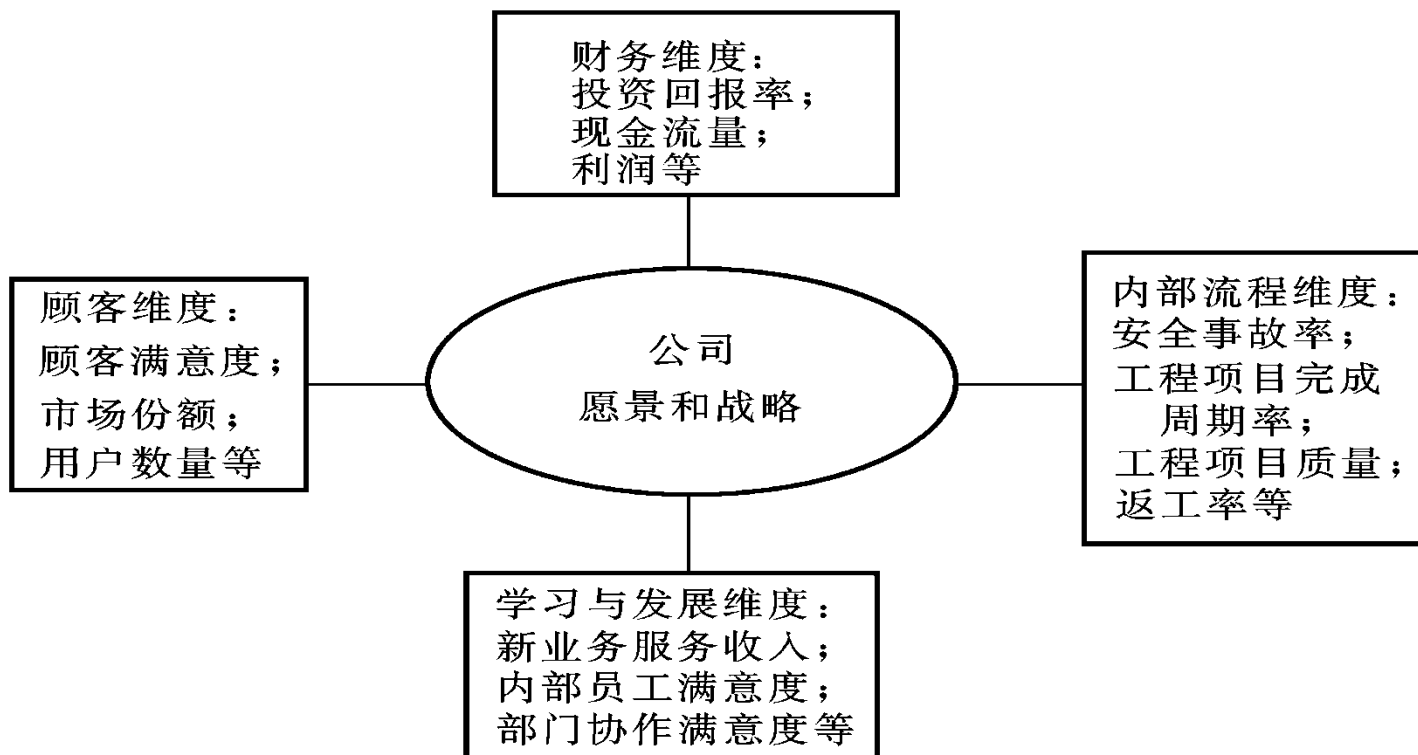 财务维度：
投资回报率；
现金流量；
利润等
顾客维度：
顾客满意度；
市场份额；
用户数量等
公司
愿景和战略
内部流程维度：
安全事故率；
工程项目完成
周期率；
工程项目质量；
返工率等
学习与发展维度：
新业务服务收入；
内部员工满意度；
部门协作满意度等